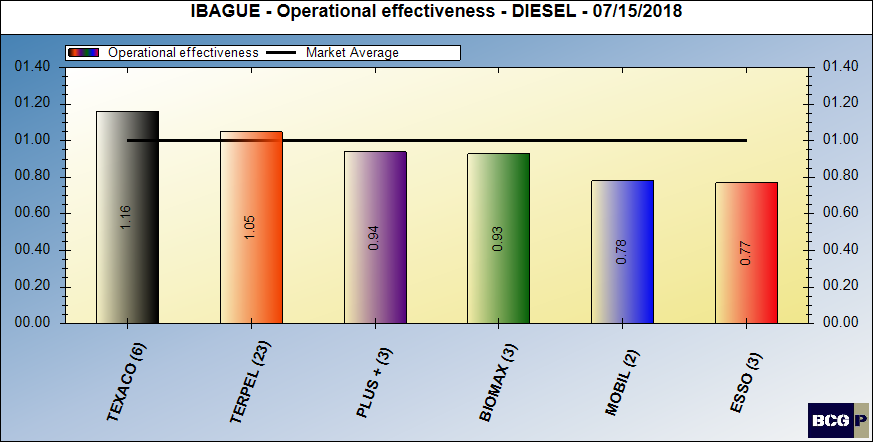 IBAGUE - Operational effectiveness - DIESEL - 07/15/2018
Operational effectiveness Market Average
01.40 01.40
01.20 01.20
01.00 01.00
00.80 00.80
00.60 00.60
00.40 00.40
00.20 00.20
00.00 00.00
1.16 1.05 0.94 0.93 0.78 0.77
TEXACO (6) TERPEL (23) PLUS + (3) BIOMAX (3) MOBIL (2) ESSO (3)
BCG P